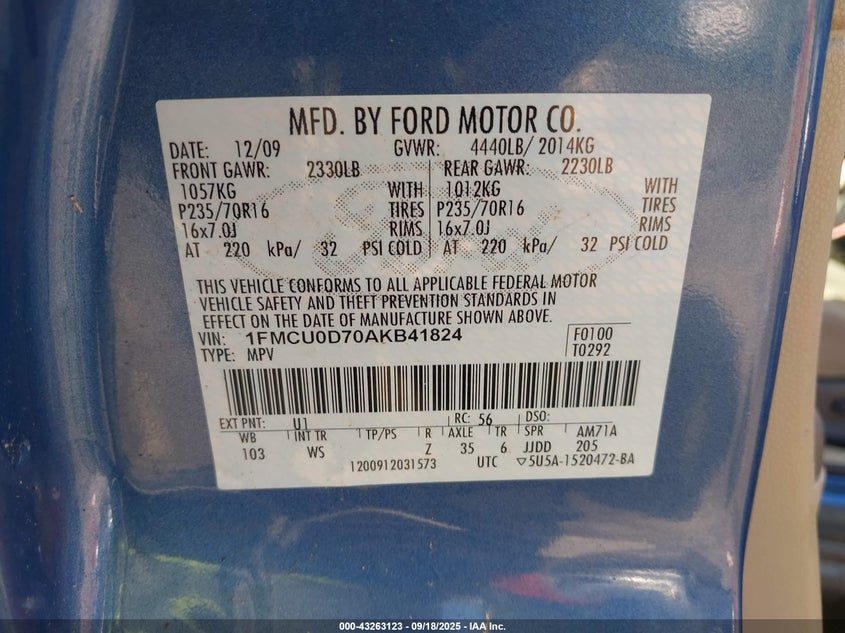 MFD. BY FORD MOTOR CO.
DATE: 12/09 GVWR: 4440LB/ 2014KG
FRONT GAWR: 2330LB REAR GAWR: 2230LB
1057KG WITH 1012KG WITH
P235/70R16 TIRES P235/70R16 TIRES
16x7.0J RIMS 16x7.0J RIMS
AT 220 kPa/ 32 PSI COLD AT 220 kPa/ 32 PSI COLD
THIS VEHICLE CONFORMS TO ALL APPLICABLE FEDERAL MOTOR
VEHICLE SAFETY AND THEFT PREVENTION STANDARDS IN
EFFECT ON THE DATE OF MANUFACTURE SHOWN ABOVE.
VIN: 1FMCU0D70AKB41824 F0100
TYPE: MPV T0292
EXT PNT: U1 RC: 56 DSO:
WB INT TR TP/PS R AXLE TR SPR AM71A
103 WS Z 35 6 JJDD 205
1200912031573 UTC ▽5U5A-1520472-BA
000-43263123 - 09/18/2025 - IAA Inc.